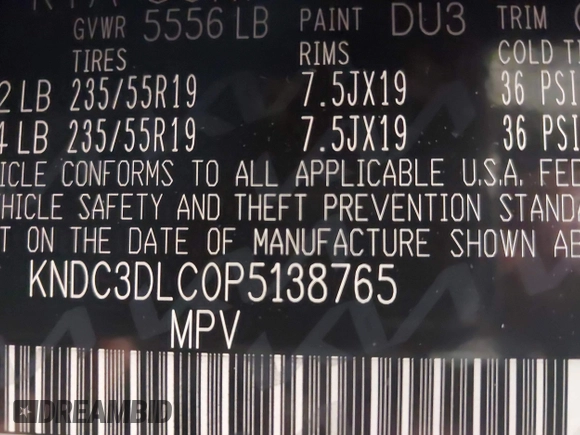 GVWR 5556 LB PAINT DU3 TRIM
TIRES RIMS COLD
2 LB 235/55R19 7.5JX19 36 PSI
4 LB 235/55R19 7.5JX19 36 PSI
ICLE CONFORMS TO ALL APPLICABLE U.S.A. FED
HICLE SAFETY AND THEFT PREVENTION STANDA
T ON THE DATE OF MANUFACTURE SHOWN AB
KNDC3DLC0P5138765
MPV
DREAMBID